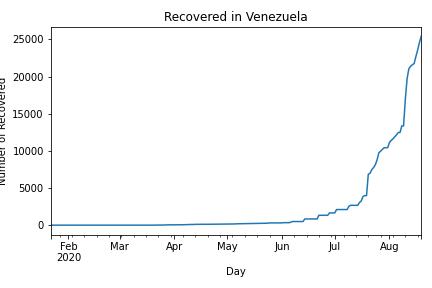 Recovered in Venezuela
Number of Recovered
25000
20000
15000
10000
5000
0
Feb Mar Apr May Jun Jul Aug
2020
Day